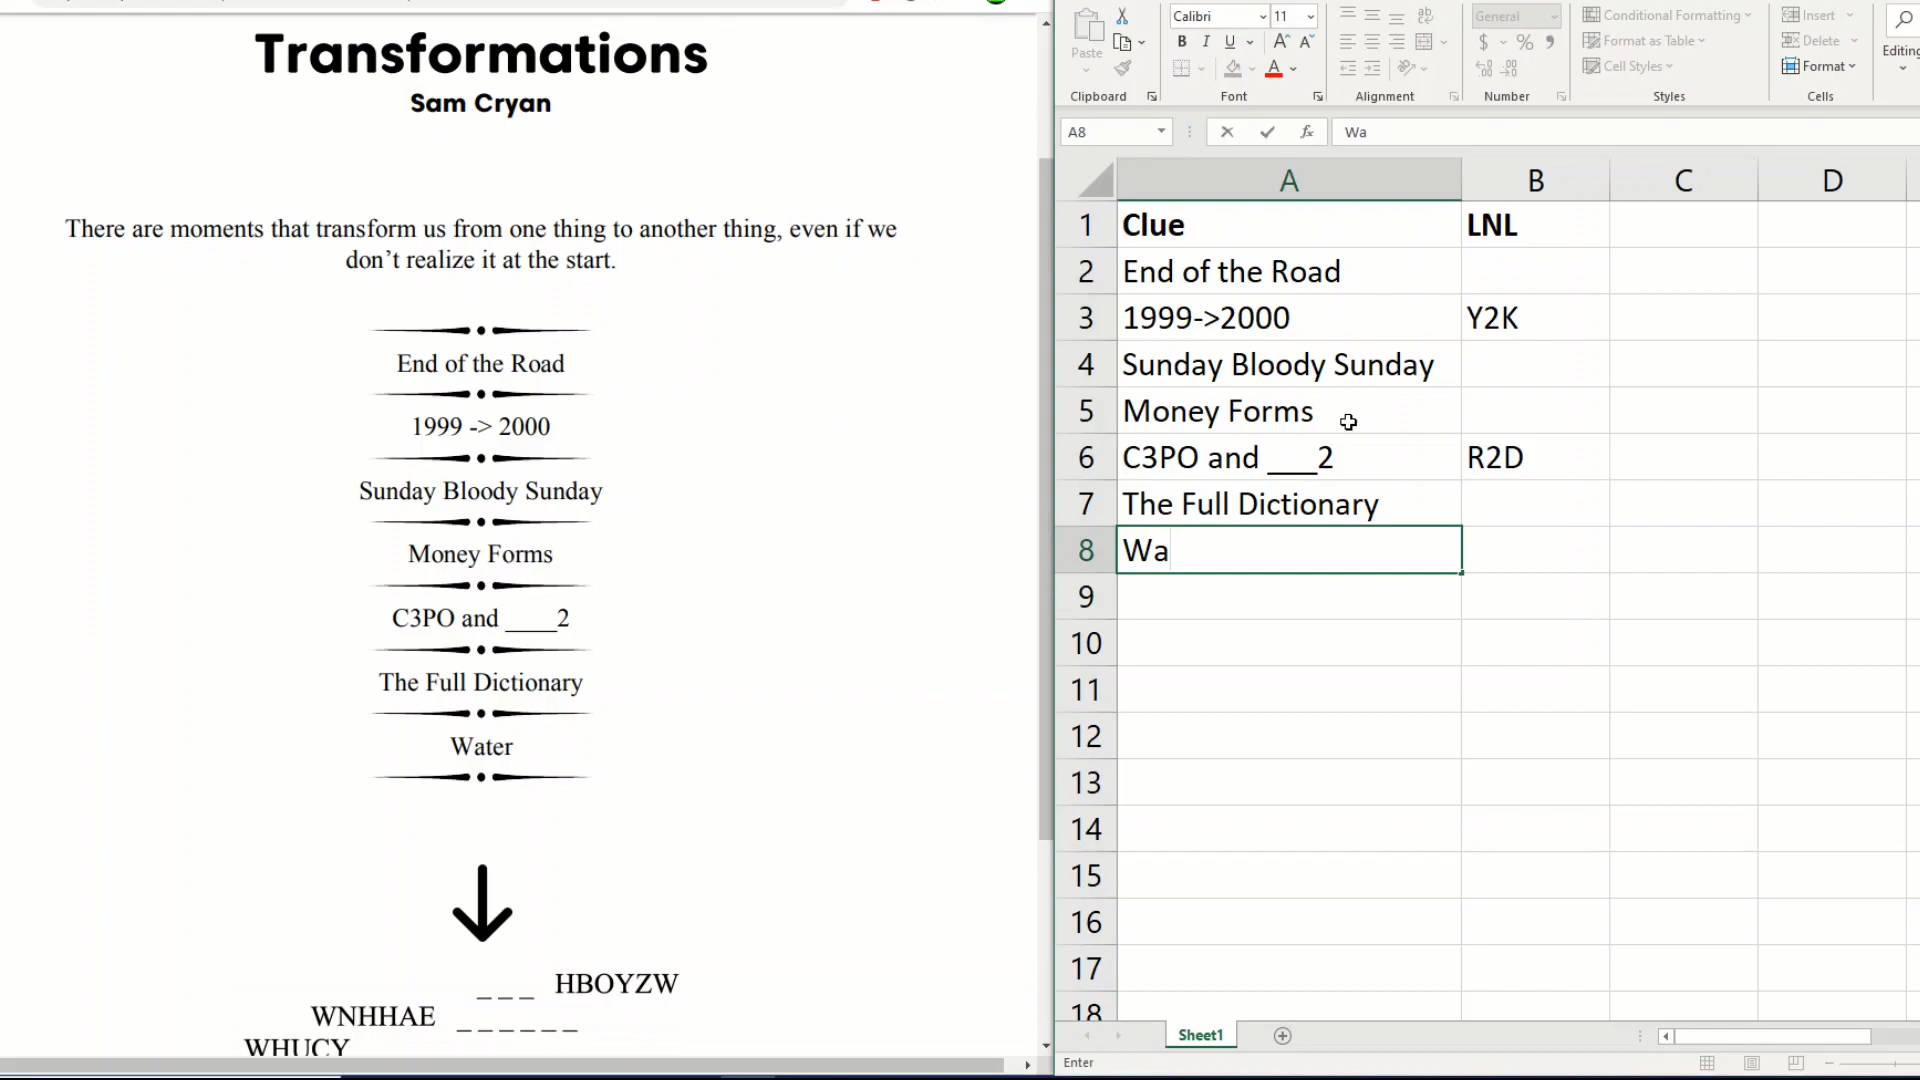 Transformations
Sam Cryan
There are moments that transform us from one thing to another thing, even if we
don’t realize it at the start.
End of the Road
1999 -> 2000
Sunday Bloody Sunday
Money Forms
C3PO and ____2
The Full Dictionary
Water
_ _ _ HBOYZW
WNHHAE _ _ _ _ _ _
WHUCY
Paste
Calibri 11
General
Conditional Formatting
Insert
B I U A A
$ % 9
Format as Table
Delete
Editing
A
Cell Styles
Format
Clipboard Font Alignment Number Styles Cells
A8 fx Wa
A B C D
1 Clue LNL
2 End of the Road
3 1999->2000 Y2K
4 Sunday Bloody Sunday
5 Money Forms
6 C3PO and ___2 R2D
7 The Full Dictionary
8 Wa
9
10
11
12
13
14
15
16
17
18
Sheet1
Enter